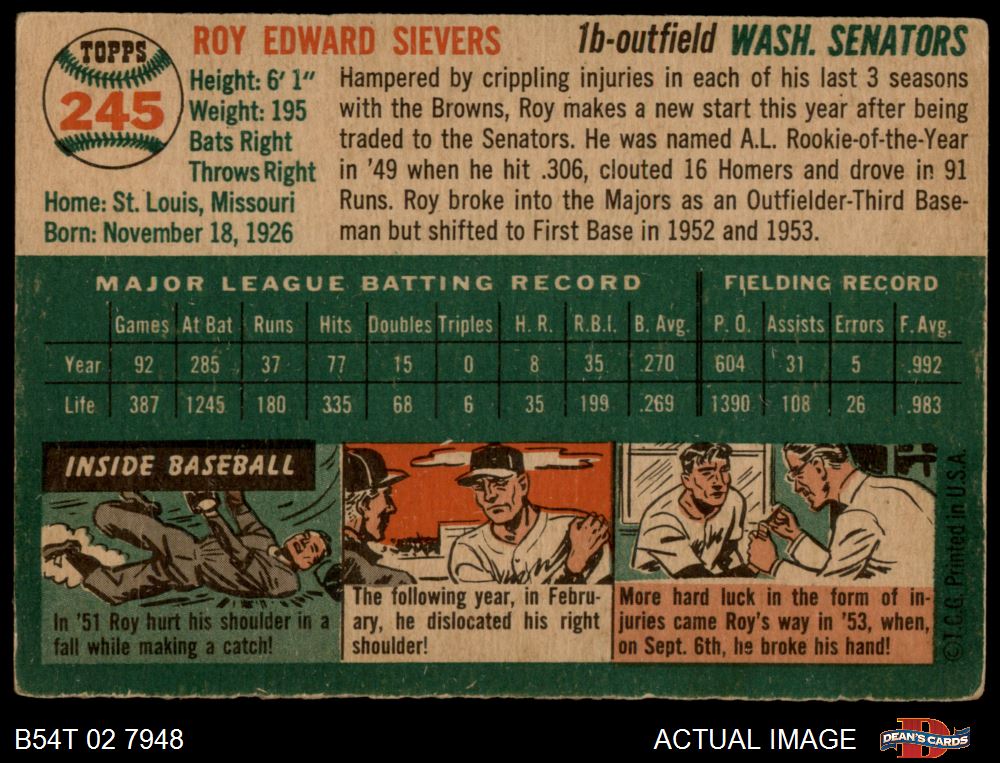 TOPPS
245
ROY EDWARD SIEVERS 1b-outfield WASH. SENATORS
Height: 6' 1"
Weight: 195
Bats Right
Throws Right
Home: St. Louis, Missouri
Born: November 18, 1926
Hampered by crippling injuries in each of his last 3 seasons
with the Browns, Roy makes a new start this year after being
traded to the Senators. He was named A.L. Rookie-of-the-Year
in '49 when he hit .306, clouted 16 Homers and drove in 91
Runs. Roy broke into the Majors as an Outfielder-Third Base-
man but shifted to First Base in 1952 and 1953.
MAJOR LEAGUE BATTING RECORD FIELDING RECORD
Games At Bat Runs Hits Doubles Triples H. R. R.B.I. B. Avg. P. O. Assists Errors F. Avg.
Year 92 285 37 77 15 0 8 35 .270 604 31 5 .992
Life 387 1245 180 335 68 6 35 199 .269 1390 108 26 .983
INSIDE BASEBALL
In '51 Roy hurt his shoulder in a
fall while making a catch!
The following year, in Febru-
ary, he dislocated his right
shoulder!
More hard luck in the form of in-
juries came Roy's way in '53, when,
on Sept. 6th, he broke his hand!
©T.C.G. Printed in U.S.A.
B54T 02 7948
ACTUAL IMAGE
D
DEAN'S CARDS